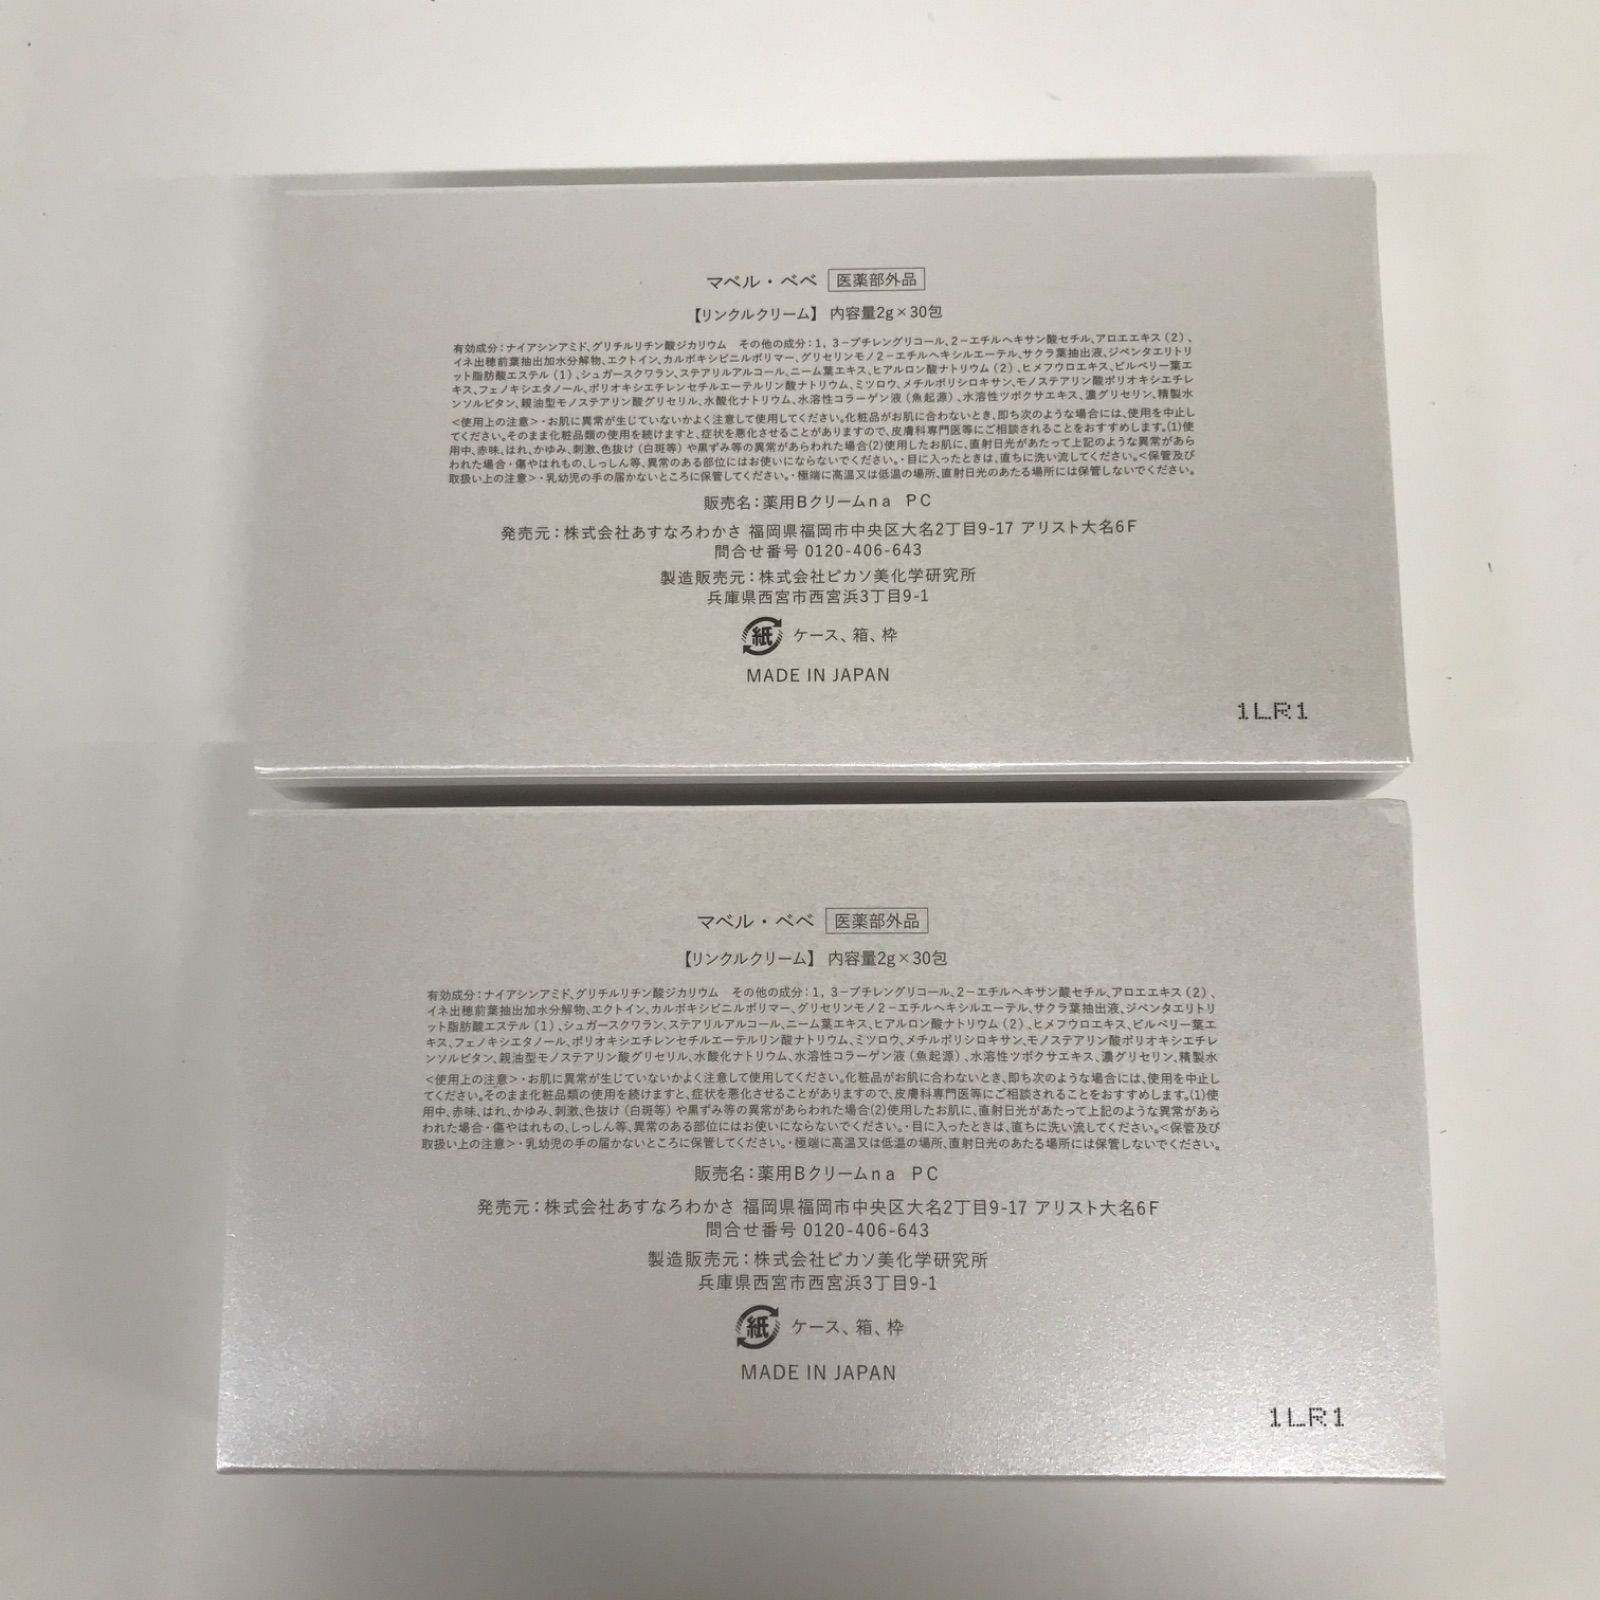 マベル・ベベ 医薬部外品
【リンクルクリーム】 内容量2g×30包
有効成分：ナイアシンアミド、グリチルリチン酸ジカリウム　その他の成分：1，3－ブチレングリコール、2－エチルヘキサン酸セチル、アロエエキス（2）、
イネ出穂前葉抽出加水分解物、エクトイン、カルボキシビニルポリマー、グリセリンモノ2－エチルヘキシルエーテル、サクラ葉抽出液、ジペンタエリトリ
ット脂肪酸エステル（1）、シュガースクワラン、ステアリルアルコール、ニーム葉エキス、ヒアルロン酸ナトリウム（2）、ヒメフウロエキス、ビルベリー葉エ
キス、フェノキシエタノール、ポリオキシエチレンセチルエーテルリン酸ナトリウム、ミツロウ、メチルポリシロキサン、モノステアリン酸ポリオキシエチレ
ンソルビタン、親油型モノステアリン酸グリセリル、水酸化ナトリウム、水溶性コラーゲン液（魚起源）、水溶性ツボクサエキス、濃グリセリン、精製水
＜使用上の注意＞・お肌に異常が生じていないかよく注意して使用してください。化粧品がお肌に合わないとき、即ち次のような場合には、使用を中止し
てください。そのまま化粧品類の使用を続けますと、症状を悪化させることがありますので、皮膚科専門医等にご相談されることをおすすめします。(1)使
用中、赤味、はれ、かゆみ、刺激、色抜け（白斑等）や黒ずみ等の異常があらわれた場合(2)使用したお肌に、直射日光があたって上記のような異常があら
われた場合・傷やはれもの、しっしん等、異常のある部位にはお使いにならないでください。・目に入ったときは、直ちに洗い流してください。＜保管及び
取扱い上の注意＞・乳幼児の手の届かないところに保管してください。・極端に高温又は低温の場所、直射日光のあたる場所には保管しないでください。
販売名：薬用Bクリームna PC
発売元：株式会社あすなろわかさ 福岡県福岡市中央区大名2丁目9-17 アリスト大名6F
問合せ番号 0120-406-643
製造販売元：株式会社ピカソ美化学研究所
兵庫県西宮市西宮浜3丁目9-1
紙 ケース、箱、枠
MADE IN JAPAN
1LR1
マベル・ベベ 医薬部外品
【リンクルクリーム】 内容量2g×30包
有効成分：ナイアシンアミド、グリチルリチン酸ジカリウム　その他の成分：1，3－ブチレングリコール、2－エチルヘキサン酸セチル、アロエエキス（2）、
イネ出穂前葉抽出加水分解物、エクトイン、カルボキシビニルポリマー、グリセリンモノ2－エチルヘキシルエーテル、サクラ葉抽出液、ジペンタエリトリ
ット脂肪酸エステル（1）、シュガースクワラン、ステアリルアルコール、ニーム葉エキス、ヒアルロン酸ナトリウム（2）、ヒメフウロエキス、ビルベリー葉エ
キス、フェノキシエタノール、ポリオキシエチレンセチルエーテルリン酸ナトリウム、ミツロウ、メチルポリシロキサン、モノステアリン酸ポリオキシエチレ
ンソルビタン、親油型モノステアリン酸グリセリル、水酸化ナトリウム、水溶性コラーゲン液（魚起源）、水溶性ツボクサエキス、濃グリセリン、精製水
＜使用上の注意＞・お肌に異常が生じていないかよく注意して使用してください。化粧品がお肌に合わないとき、即ち次のような場合には、使用を中止し
てください。そのまま化粧品類の使用を続けますと、症状を悪化させることがありますので、皮膚科専門医等にご相談されることをおすすめします。(1)使
用中、赤味、はれ、かゆみ、刺激、色抜け（白斑等）や黒ずみ等の異常があらわれた場合(2)使用したお肌に、直射日光があたって上記のような異常があら
われた場合・傷やはれもの、しっしん等、異常のある部位にはお使いにならないでください。・目に入ったときは、直ちに洗い流してください。＜保管及び
取扱い上の注意＞・乳幼児の手の届かないところに保管してください。・極端に高温又は低温の場所、直射日光のあたる場所には保管しないでください。
販売名：薬用Bクリームna PC
発売元：株式会社あすなろわかさ 福岡県福岡市中央区大名2丁目9-17 アリスト大名6F
問合せ番号 0120-406-643
製造販売元：株式会社ピカソ美化学研究所
兵庫県西宮市西宮浜3丁目9-1
紙 ケース、箱、枠
MADE IN JAPAN
1LR1